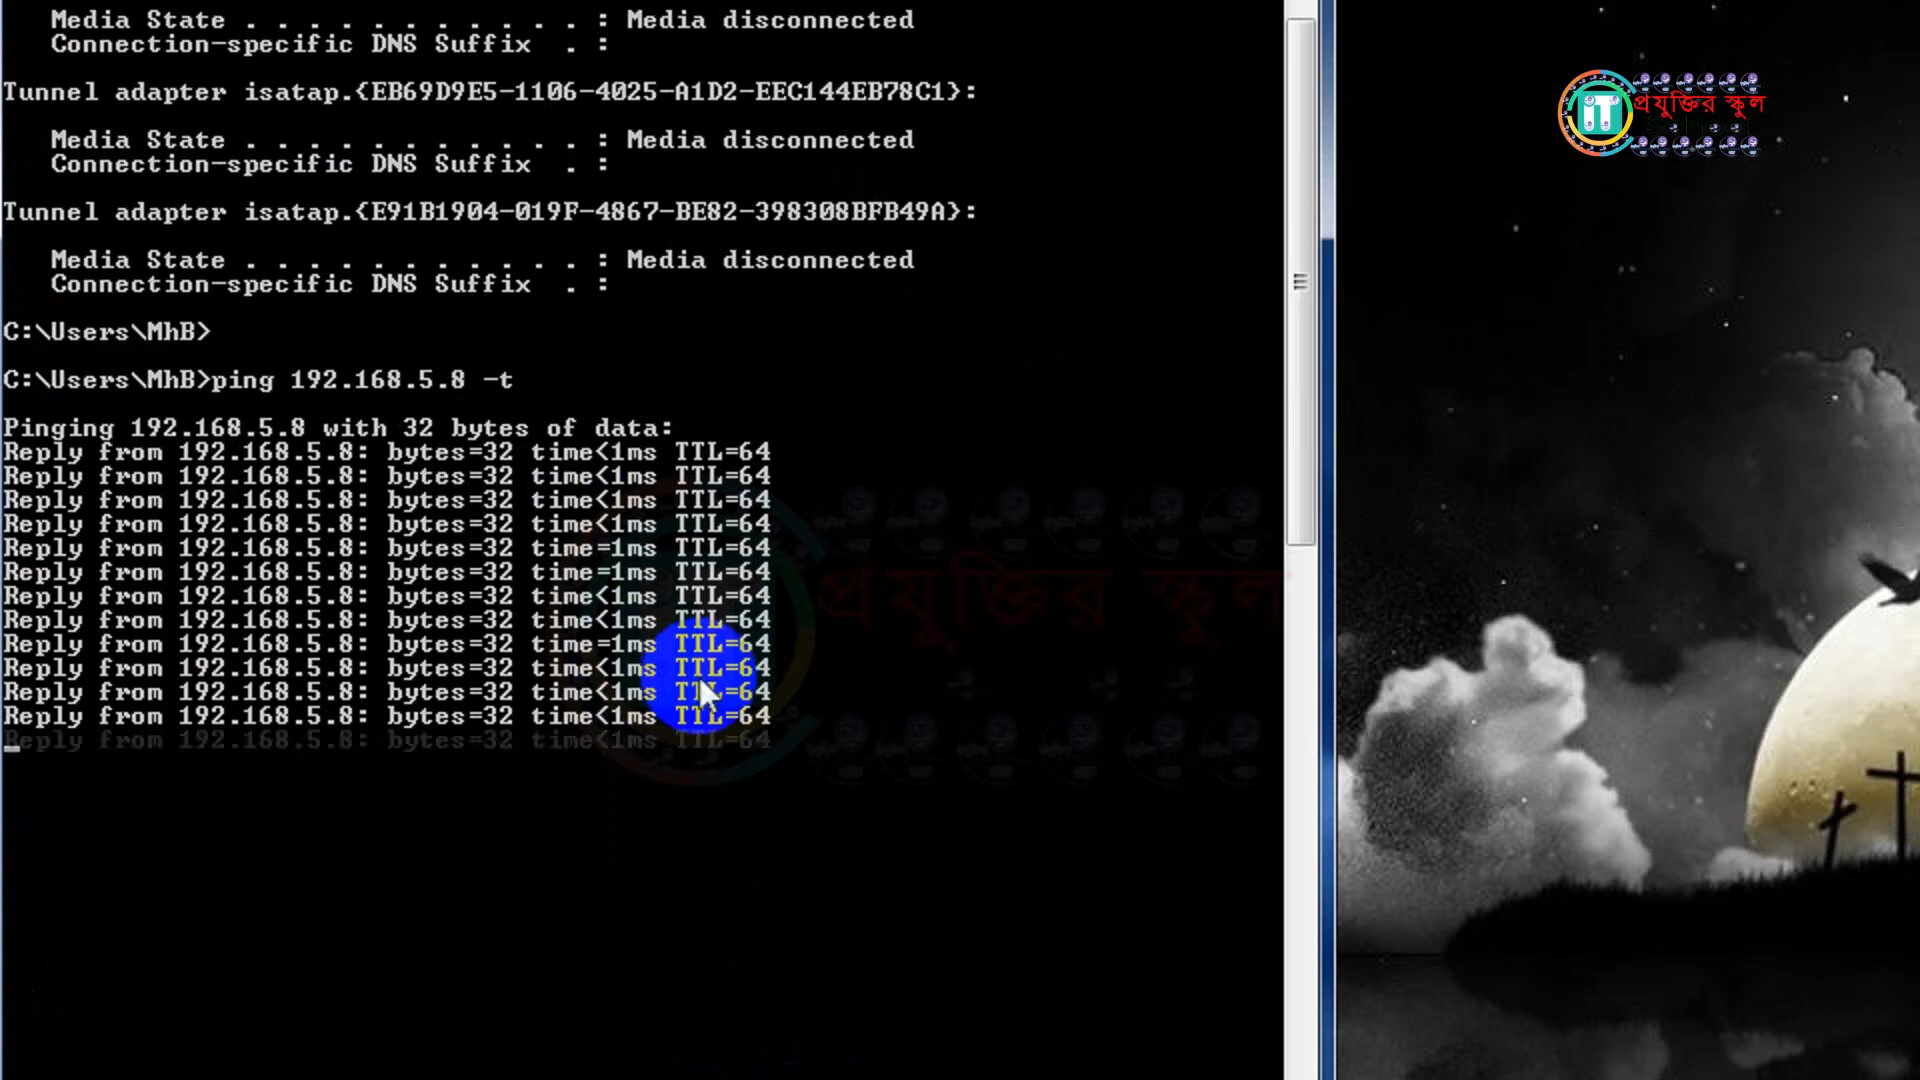 Media State . . . . . . . . . . . : Media disconnected
Connection-specific DNS Suffix  . :
Tunnel adapter isatap.{EB69D9E5-1106-4025-A1D2-EEC144EB78C1}:
Media State . . . . . . . . . . . : Media disconnected
Connection-specific DNS Suffix  . :
Tunnel adapter isatap.{E91B1904-019F-4867-BE82-398308BFB49A}:
Media State . . . . . . . . . . . : Media disconnected
Connection-specific DNS Suffix  . :
C:\Users\MhB>
C:\Users\MhB>ping 192.168.5.8 -t
Pinging 192.168.5.8 with 32 bytes of data:
Reply from 192.168.5.8: bytes=32 time<1ms TTL=64
Reply from 192.168.5.8: bytes=32 time<1ms TTL=64
Reply from 192.168.5.8: bytes=32 time<1ms TTL=64
Reply from 192.168.5.8: bytes=32 time<1ms TTL=64
Reply from 192.168.5.8: bytes=32 time=1ms TTL=64
Reply from 192.168.5.8: bytes=32 time=1ms TTL=64
Reply from 192.168.5.8: bytes=32 time<1ms TTL=64
Reply from 192.168.5.8: bytes=32 time<1ms TTL=64
Reply from 192.168.5.8: bytes=32 time=1ms TTL=64
Reply from 192.168.5.8: bytes=32 time<1ms TTL=64
Reply from 192.168.5.8: bytes=32 time<1ms TTL=64
Reply from 192.168.5.8: bytes=32 time<1ms TTL=64
Reply from 192.168.5.8: bytes=32 time<1ms TTL=64
প্রযুক্তির স্কুল
iT
প্রযুক্তির স্কুল